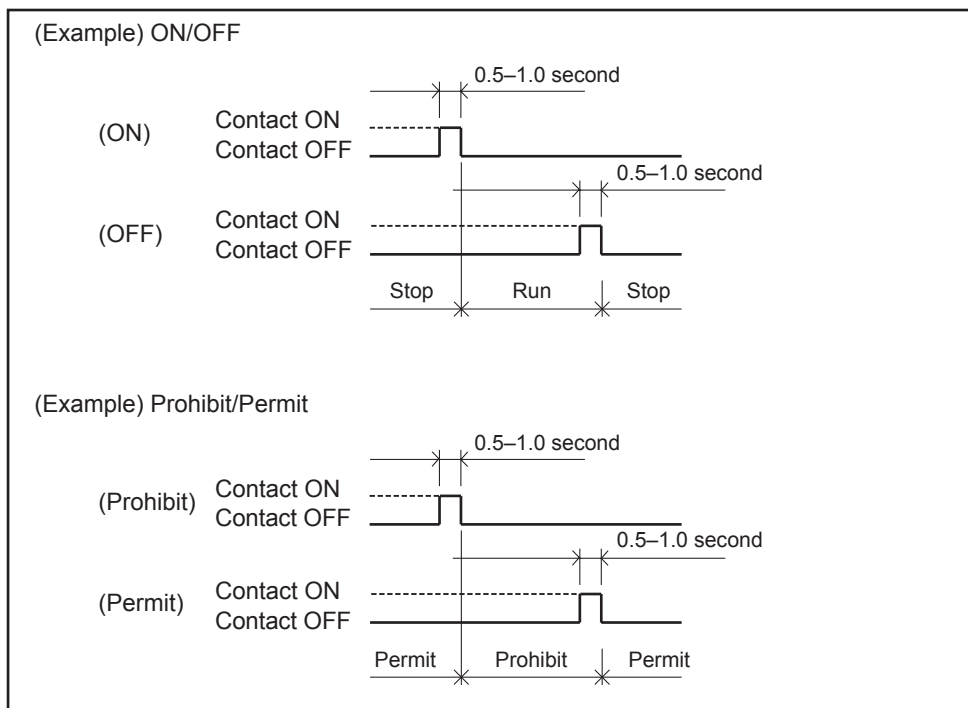 (Example) ON/OFF
0.5–1.0 second
(ON)
Contact ON
Contact OFF
0.5–1.0 second
(OFF)
Contact ON
Contact OFF
Stop Run Stop
(Example) Prohibit/Permit
0.5–1.0 second
(Prohibit)
Contact ON
Contact OFF
0.5–1.0 second
(Permit)
Contact ON
Contact OFF
Permit Prohibit Permit